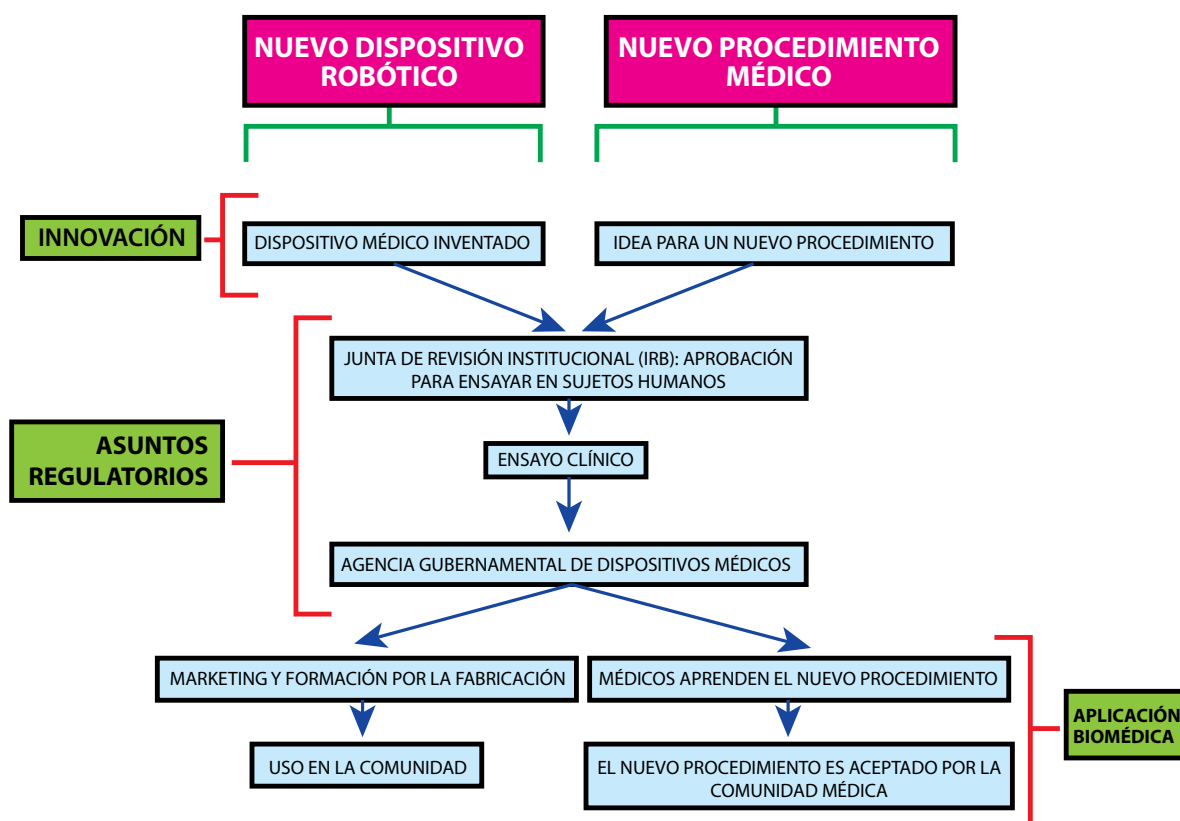 NUEVO DISPOSITIVO
ROBÓTICO
NUEVO PROCEDIMIENTO
MÉDICO
INNOVACIÓN
DISPOSITIVO MÉDICO INVENTADO
IDEA PARA UN NUEVO PROCEDIMIENTO
JUNTA DE REVISIÓN INSTITUCIONAL (IRB): APROBACIÓN
PARA ENSAYAR EN SUJETOS HUMANOS
ASUNTOS
REGULATORIOS
ENSAYO CLÍNICO
AGENCIA GUBERNAMENTAL DE DISPOSITIVOS MÉDICOS
MARKETING Y FORMACIÓN POR LA FABRICACIÓN
MÉDICOS APRENDEN EL NUEVO PROCEDIMIENTO
APLICACIÓN
BIOMÉDICA
USO EN LA COMUNIDAD
EL NUEVO PROCEDIMIENTO ES ACEPTADO POR LA
COMUNIDAD MÉDICA